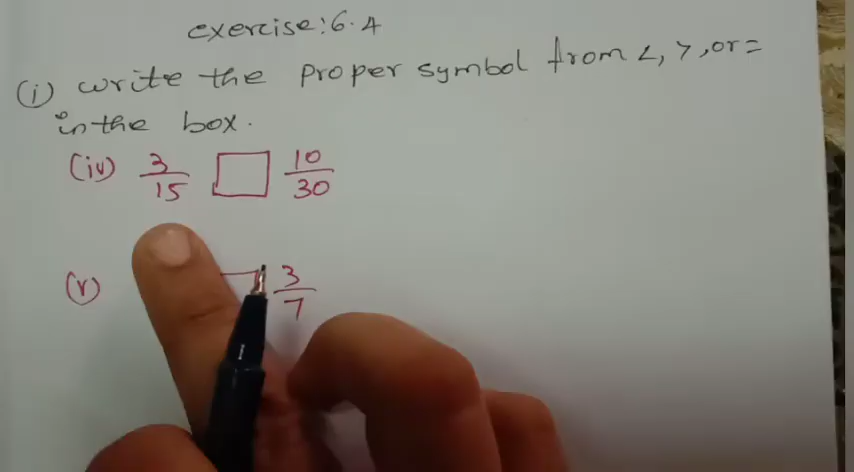 exercise:6.4
(i) write the proper symbol from <, >, or =
in the box.
(iv) 3/15 □ 10/30
(v) □ 3/7